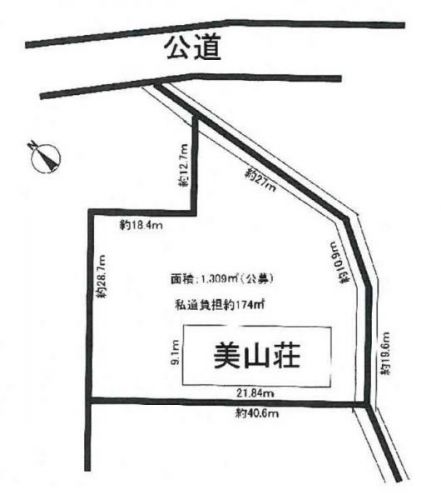 公道
N
約12.7m
約27m
約18.4m
約10.9m
約28.7m
面積:1,309㎡(公募)
私道負担約174㎡
9.1m
美山荘
約19.6m
21.84m
約40.6m